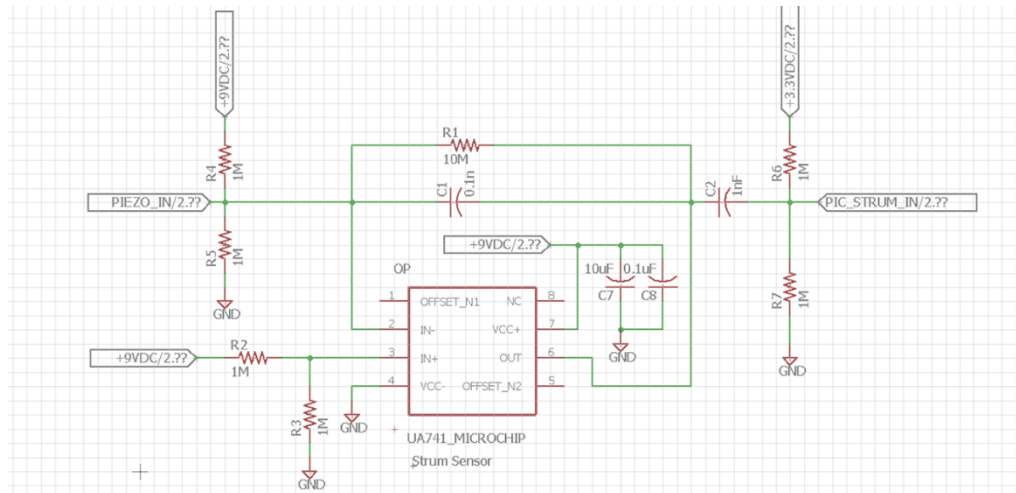 +9VDC/2.??
+3.3VDC/2.??
R1
10M
R4
1M
R6
1M
C1
0.1n
C2
1nF
PIEZO_IN/2.??
PIC_STRUM_IN/2.??
R5
1M
+9VDC/2.??
10uF
0.1uF
C7
C8
R7
1M
OP
GND
1
OFFSET_N1
NC
8
2
IN-
VCC+
7
GND
+9VDC/2.??
R2
1M
3
IN+
OUT
6
GND
4
VCC-
OFFSET_N2
5
R3
1M
GND
UA741_MICROCHIP
Strum Sensor
GND